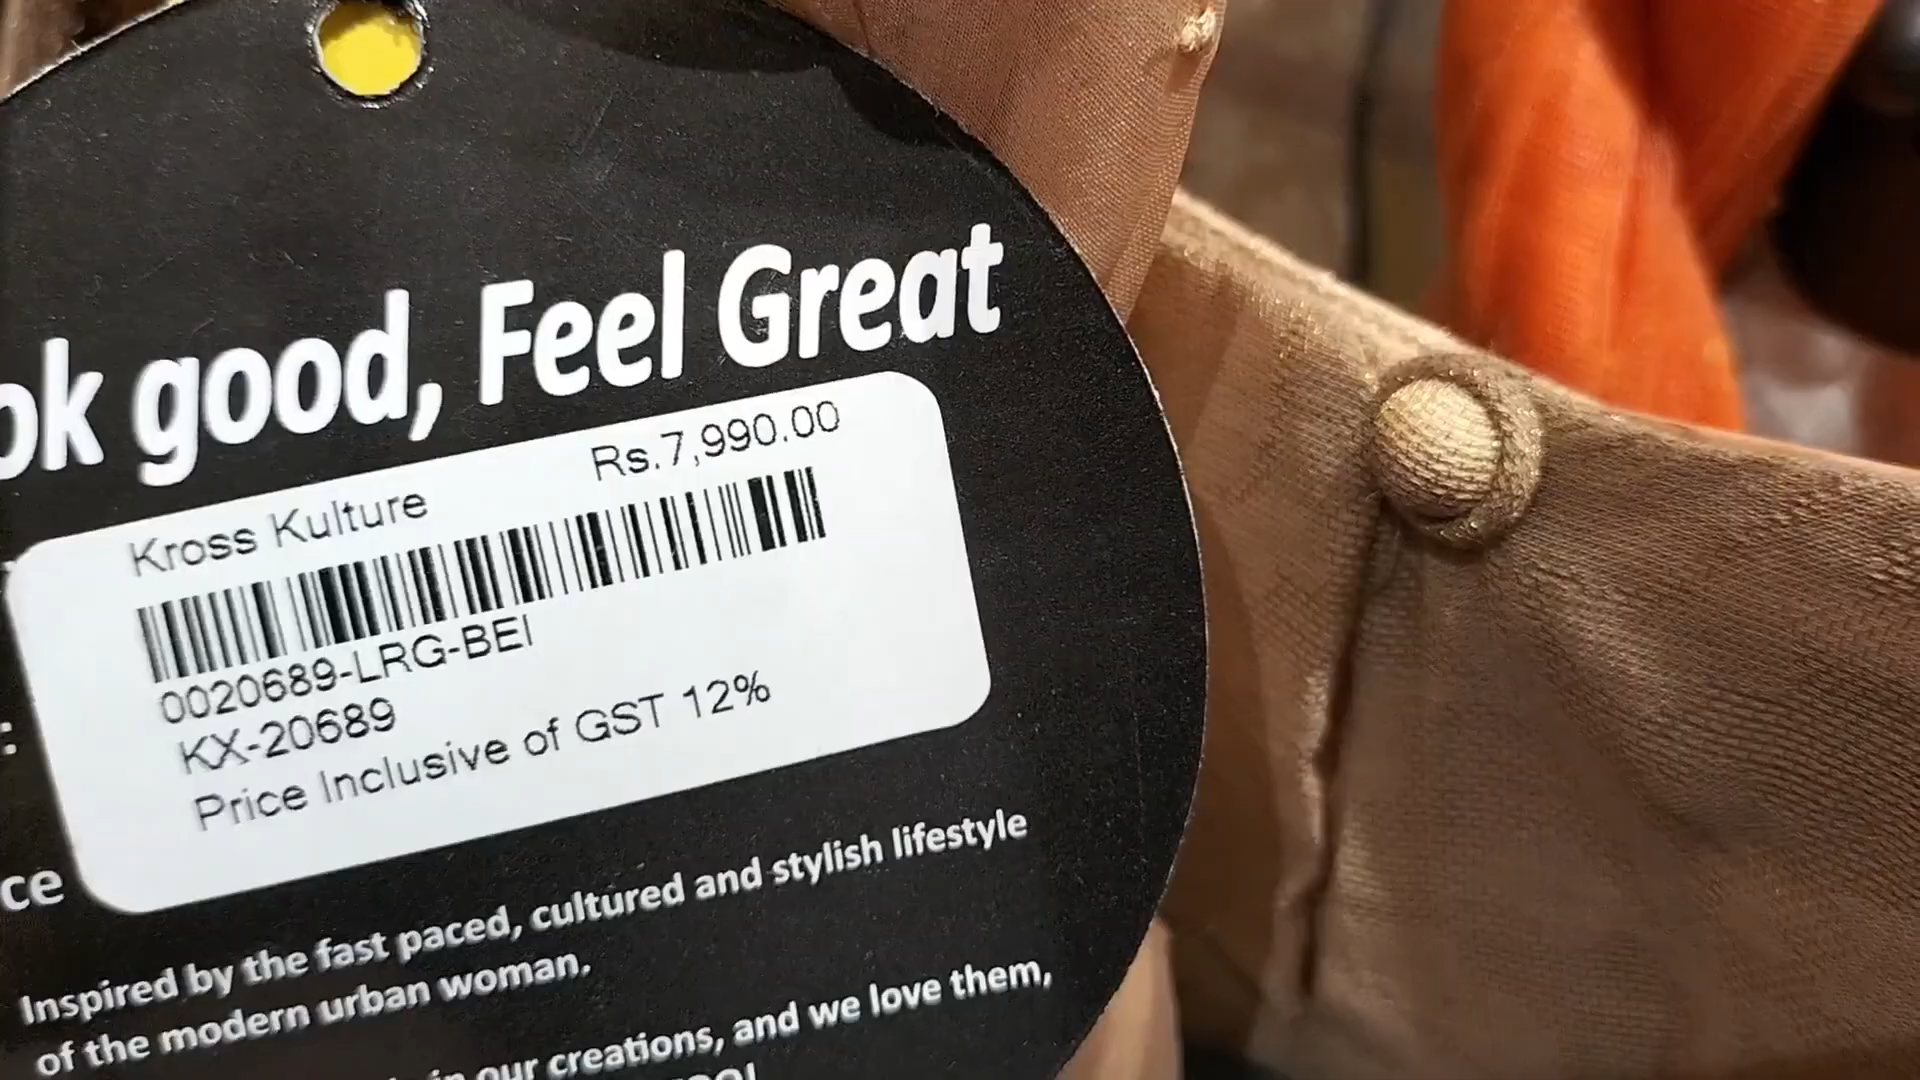 ok good, Feel Great
Rs.7,990.00
Kross Kulture
0020689-LRG-BEI
KX-20689
Price Inclusive of GST 12%
:
ce
Inspired by the fast paced, cultured and stylish lifestyle
of the modern urban woman.
in our creations, and we love them,